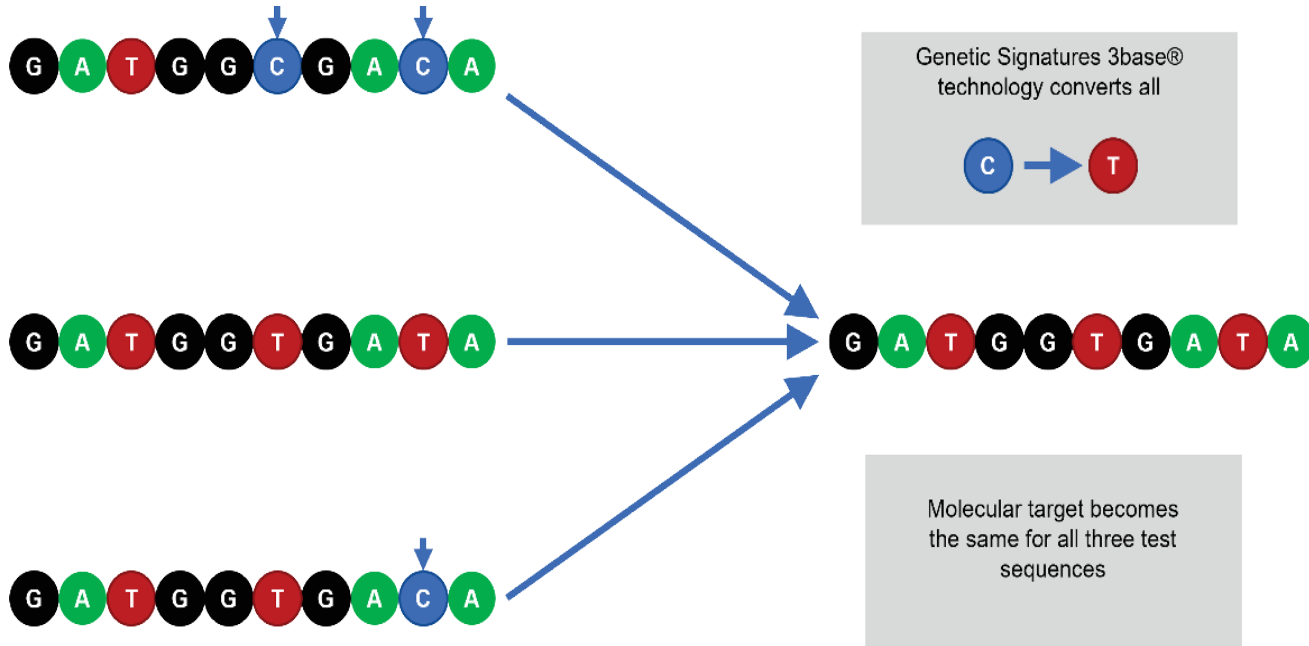 G A T G G C G A C A
Genetic Signatures 3base®
technology converts all
C T
G A T G G T G A T A
G A T G G T G A T A
Molecular target becomes
the same for all three test
sequences
G A T G G T G A C A